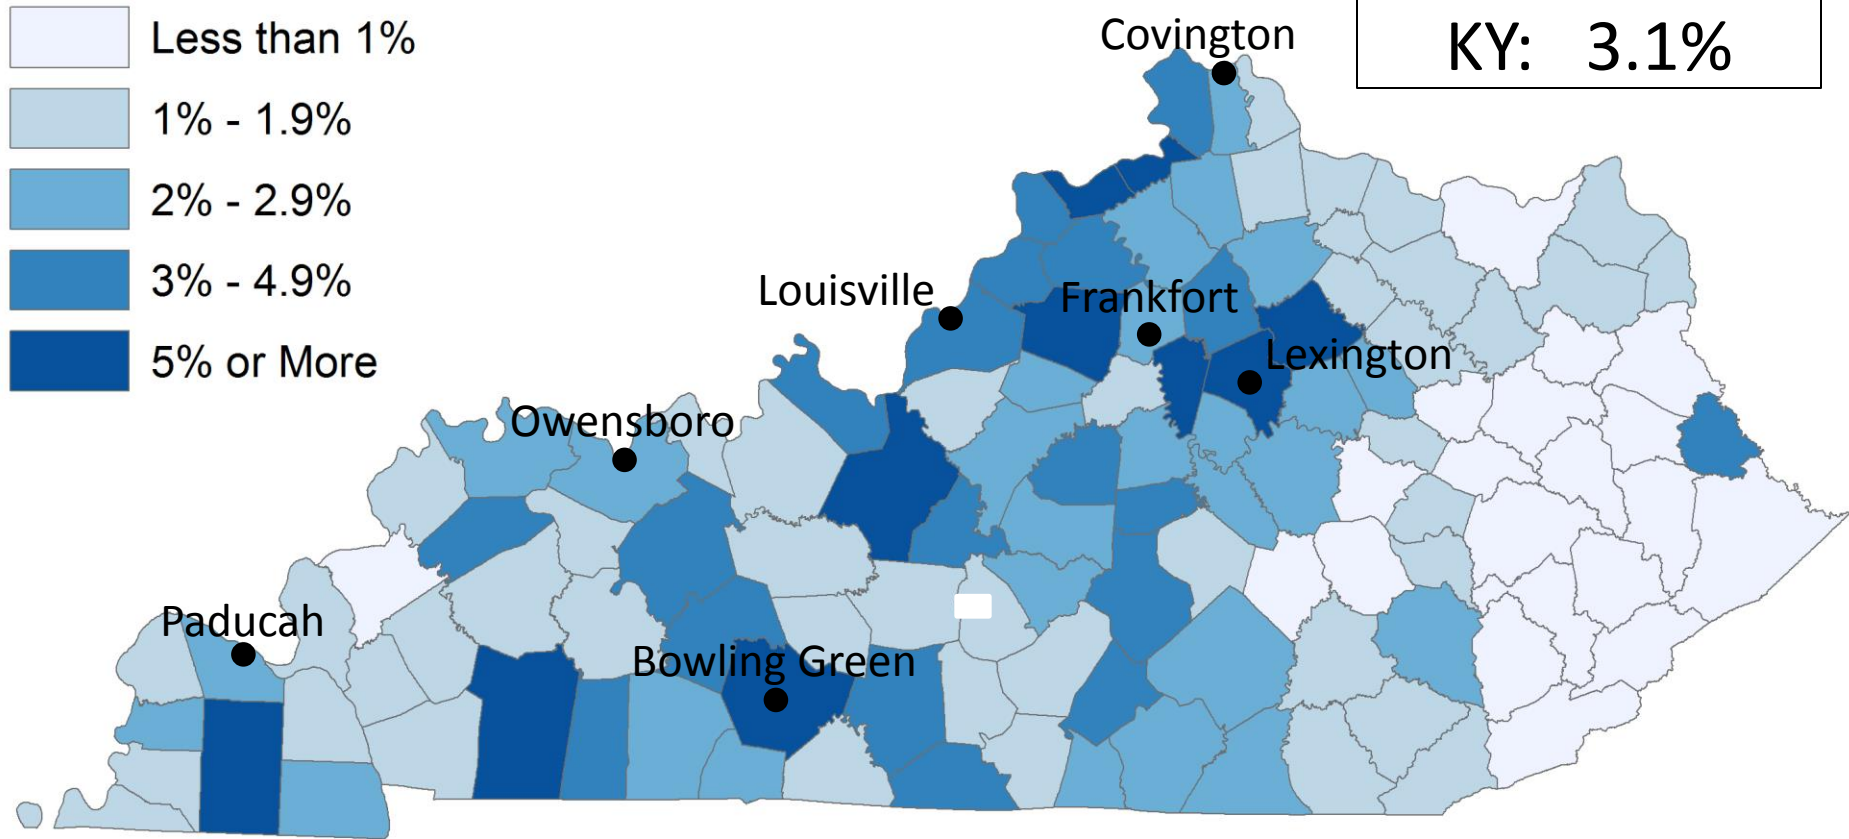 Less than 1%
1% - 1.9%
2% - 2.9%
3% - 4.9%
5% or More
KY: 3.1%
Covington
Louisville
Frankfort
Lexington
Owensboro
Paducah
Bowling Green